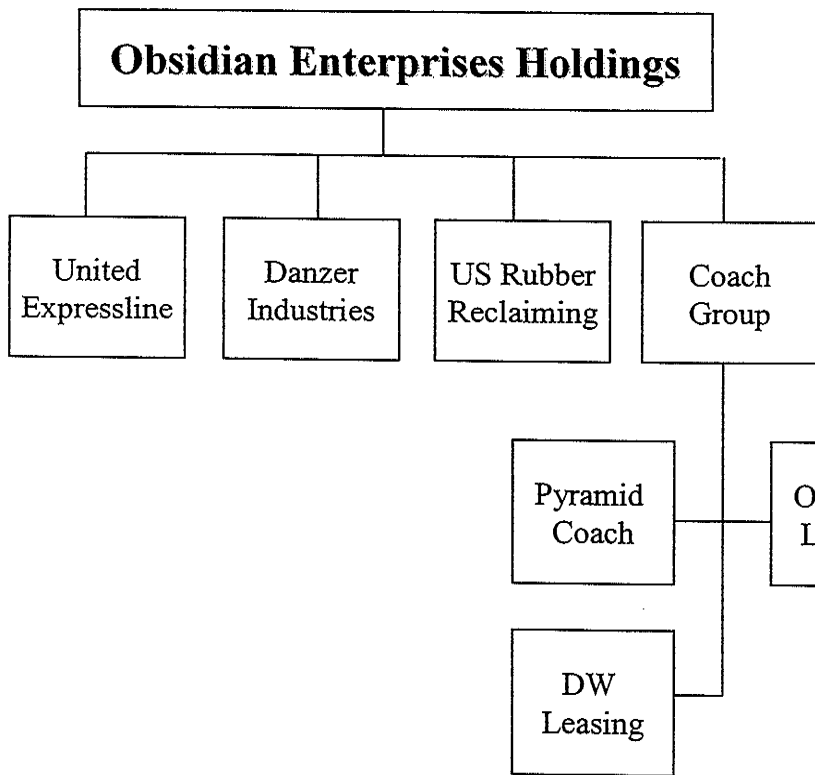 Obsidian Enterprises Holdings
United
Expressline
Danzer
Industries
US Rubber
Reclaiming
Coach
Group
Pyramid
Coach
DW
Leasing